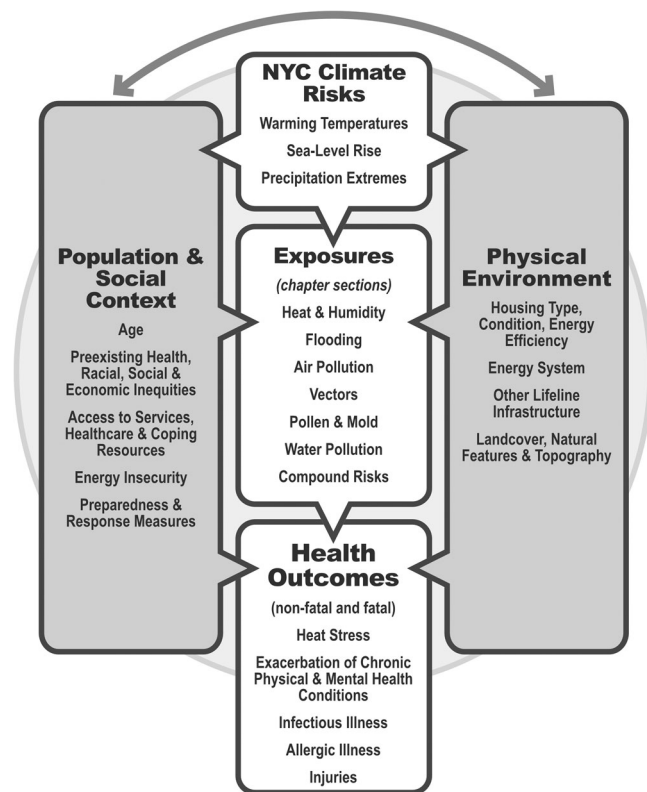 NYC Climate
Risks
Warming Temperatures
Sea-Level Rise
Precipitation Extremes
Population &
Social
Context
Age
Preexisting Health,
Racial, Social &
Economic Inequities
Access to Services,
Healthcare & Coping
Resources
Energy Insecurity
Preparedness &
Response Measures
Exposures
(chapter sections)
Heat & Humidity
Flooding
Air Pollution
Vectors
Pollen & Mold
Water Pollution
Compound Risks
Physical
Environment
Housing Type,
Condition, Energy
Efficiency
Energy System
Other Lifeline
Infrastructure
Landcover, Natural
Features & Topography
Health
Outcomes
(non-fatal and fatal)
Heat Stress
Exacerbation of Chronic
Physical & Mental Health
Conditions
Infectious Illness
Allergic Illness
Injuries